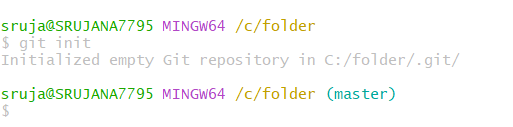 sruja@SRUJANA7795 MINGW64 /c/folder
$ git init
Initialized empty Git repository in C:/folder/.git/
sruja@SRUJANA7795 MINGW64 /c/folder (master)
$